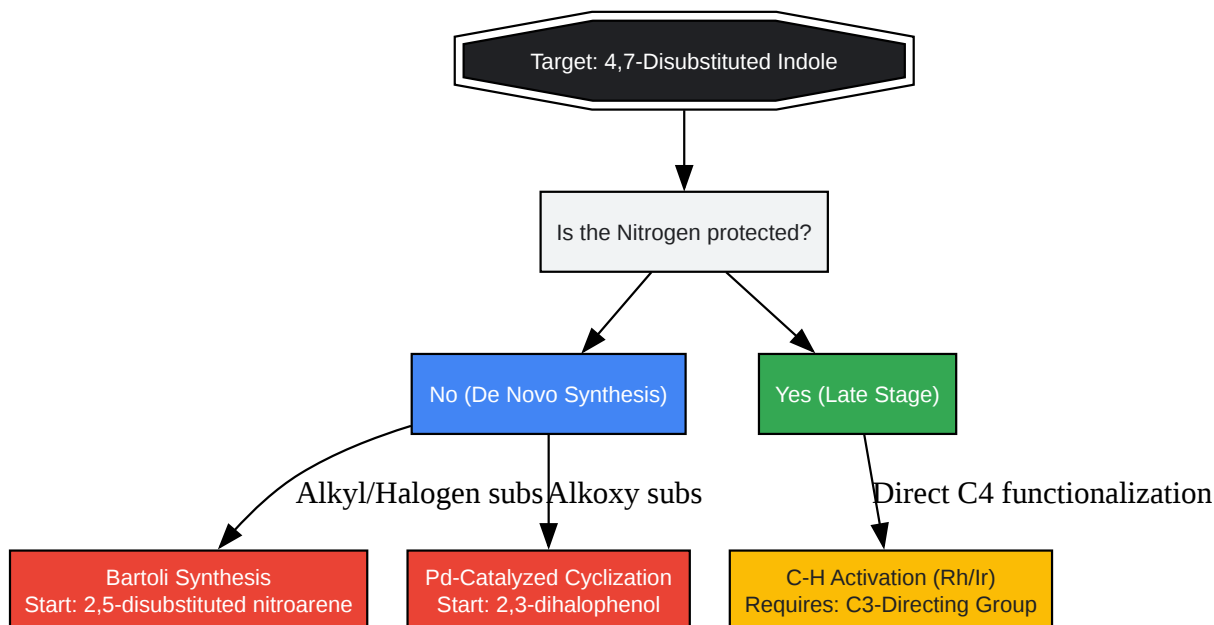 Target: 4,7-Disubstituted Indole
Is the Nitrogen protected?
No (De Novo Synthesis)
Yes (Late Stage)
Alkyl/Halogen subs
Alkoxy subs
Direct C4 functionalization
Bartoli Synthesis
Start: 2,5-disubstituted nitroarene
Pd-Catalyzed Cyclization
Start: 2,3-dihalophenol
C-H Activation (Rh/Ir)
Requires: C3-Directing Group